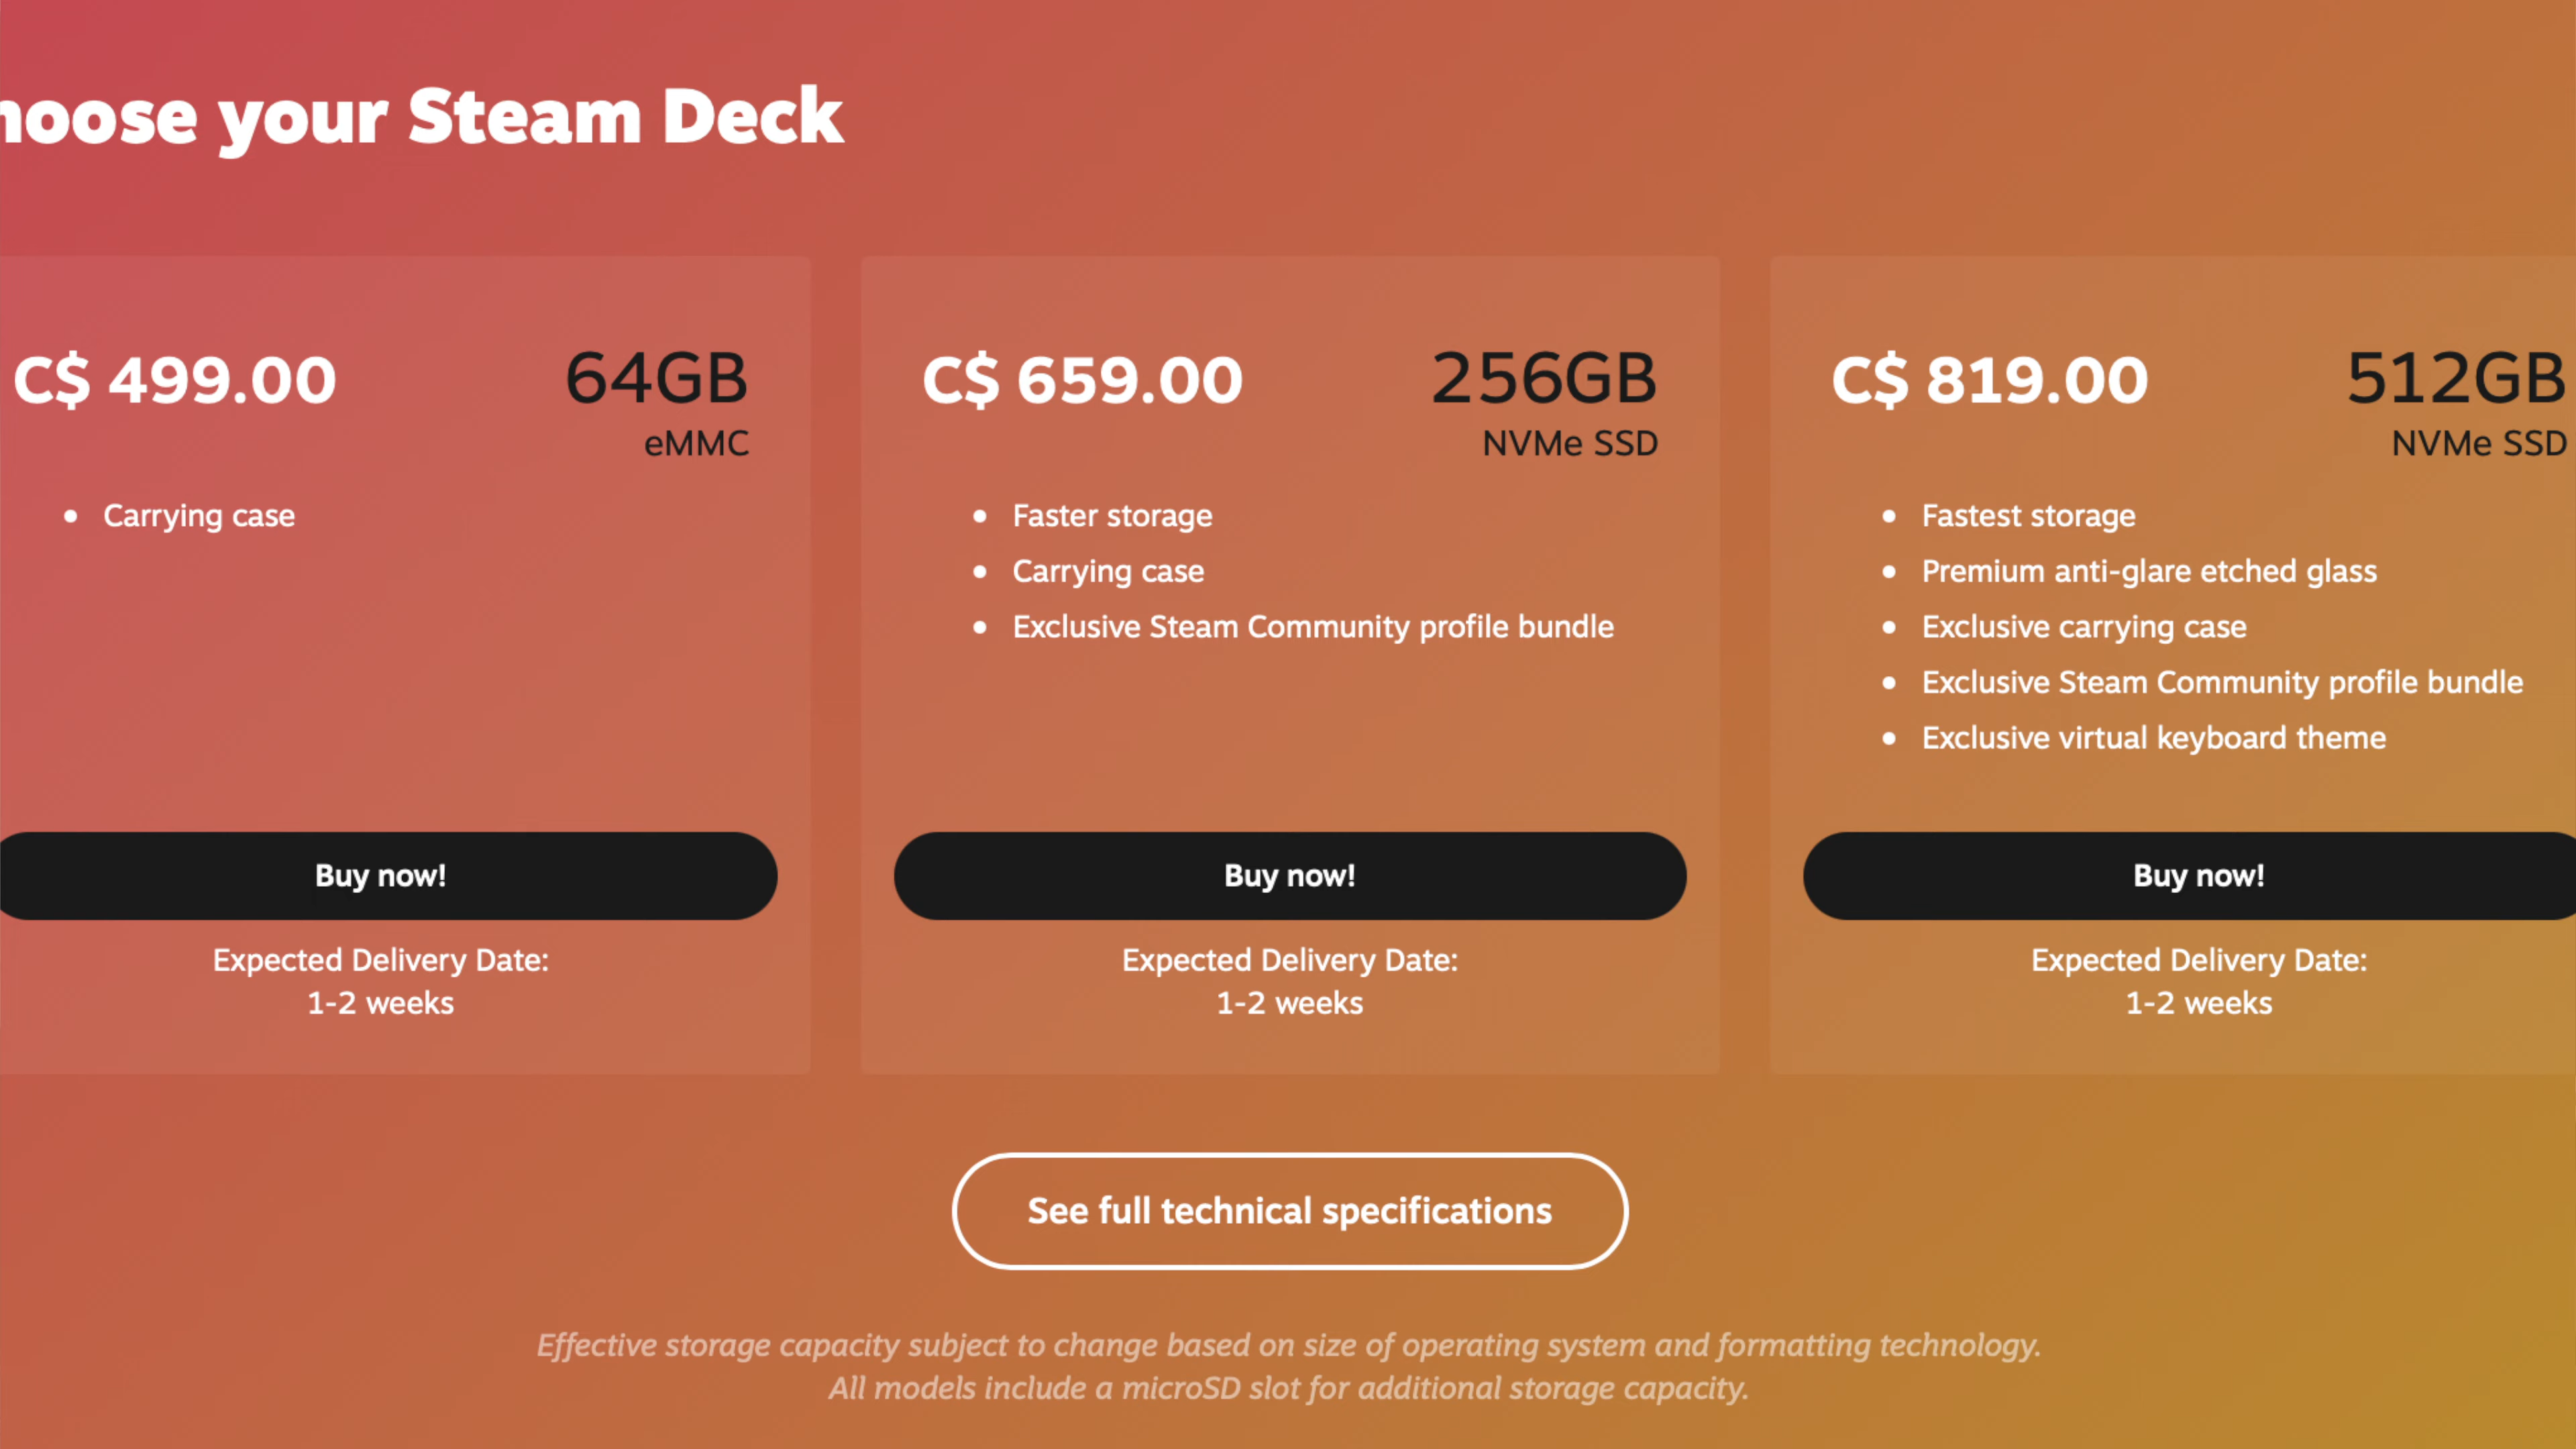 hoose your Steam Deck
C$ 499.00
64GB
eMMC
• Carrying case
Buy now!
Expected Delivery Date:
1-2 weeks
C$ 659.00
256GB
NVMe SSD
• Faster storage
• Carrying case
• Exclusive Steam Community profile bundle
Buy now!
Expected Delivery Date:
1-2 weeks
C$ 819.00
512GB
NVMe SSD
• Fastest storage
• Premium anti-glare etched glass
• Exclusive carrying case
• Exclusive Steam Community profile bundle
• Exclusive virtual keyboard theme
Buy now!
Expected Delivery Date:
1-2 weeks
See full technical specifications
Effective storage capacity subject to change based on size of operating system and formatting technology.
All models include a microSD slot for additional storage capacity.